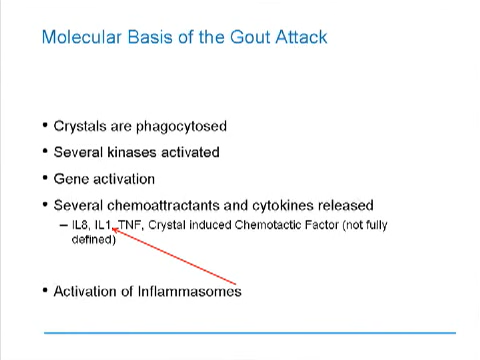 Molecular Basis of the Gout Attack
• Crystals are phagocytosed
• Several kinases activated
• Gene activation
• Several chemoattractants and cytokines released
– IL8, IL1, TNF, Crystal induced Chemotactic Factor (not fully
defined)
• Activation of Inflammasomes